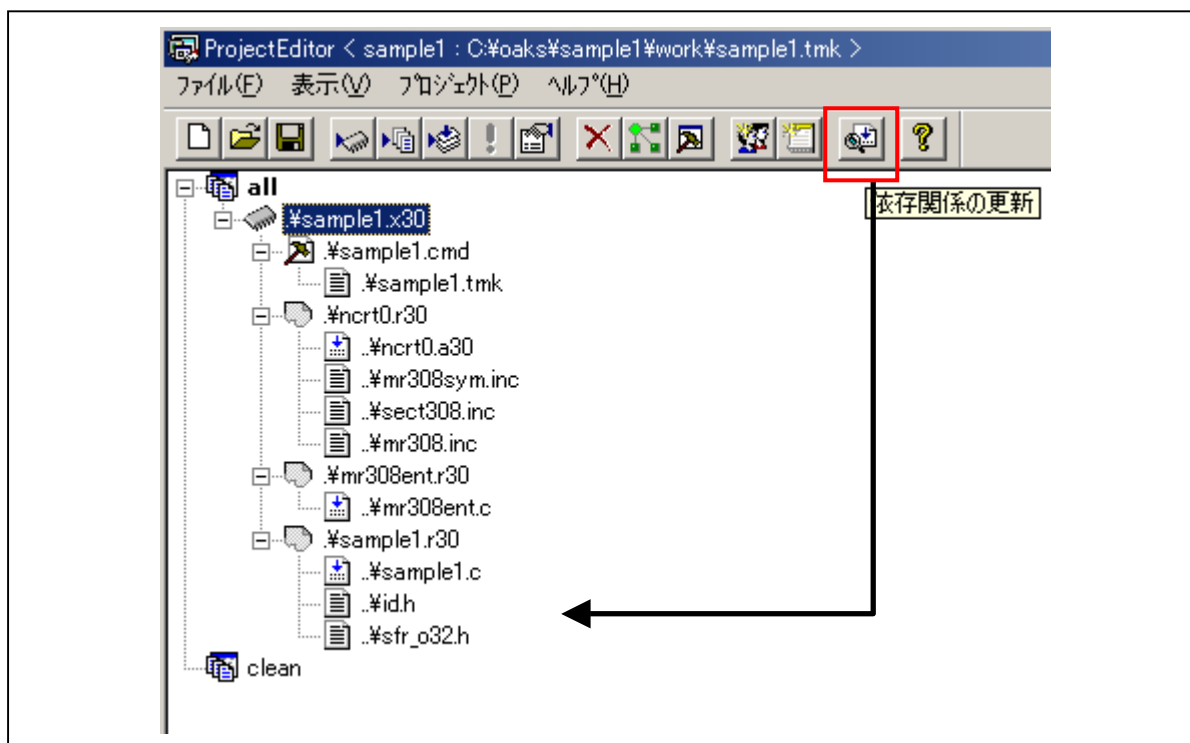 ProjectEditor < sample1 : C:¥oaks¥sample1¥work¥sample1.tmk >
ﾌｧｲﾙ(F) 表示(V) ﾌﾟﾛｼﾞｪｸﾄ(P) ﾍﾙﾌﾟ(H)
依存関係の更新
all
¥sample1.x30
.¥sample1.cmd
.¥sample1.tmk
.¥ncrt0.r30
..¥ncrt0.a30
..¥mr308sym.inc
..¥sect308.inc
..¥mr308.inc
.¥mr308ent.r30
..¥mr308ent.c
.¥sample1.r30
..¥sample1.c
..¥id.h
..¥sfr_o32.h
clean